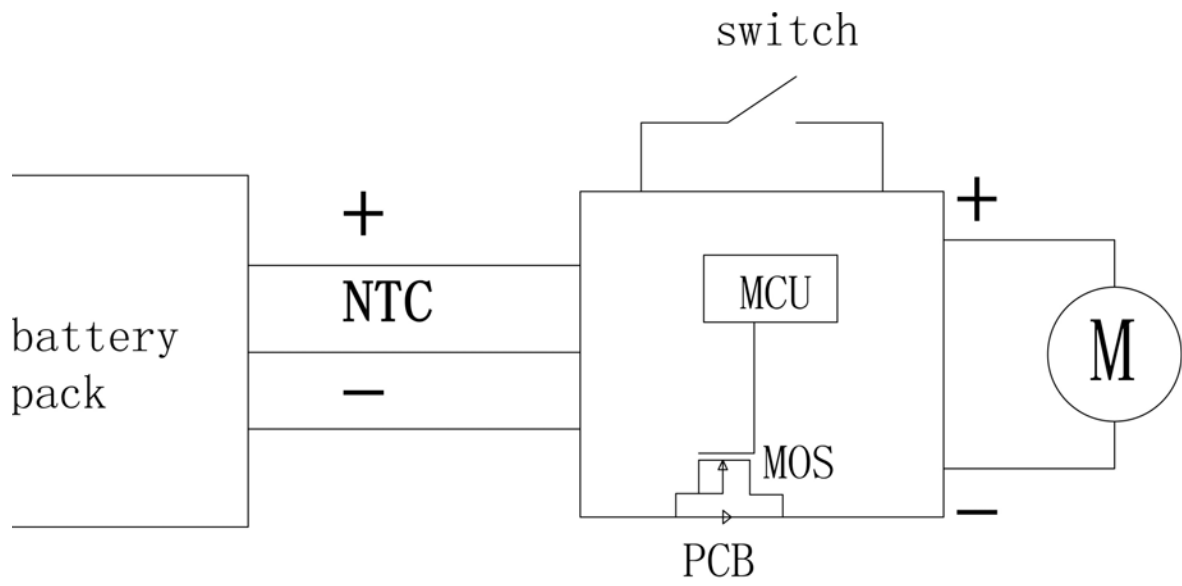 switch
+
+
NTC
MCU
battery
pack
M
−
MOS
−
PCB